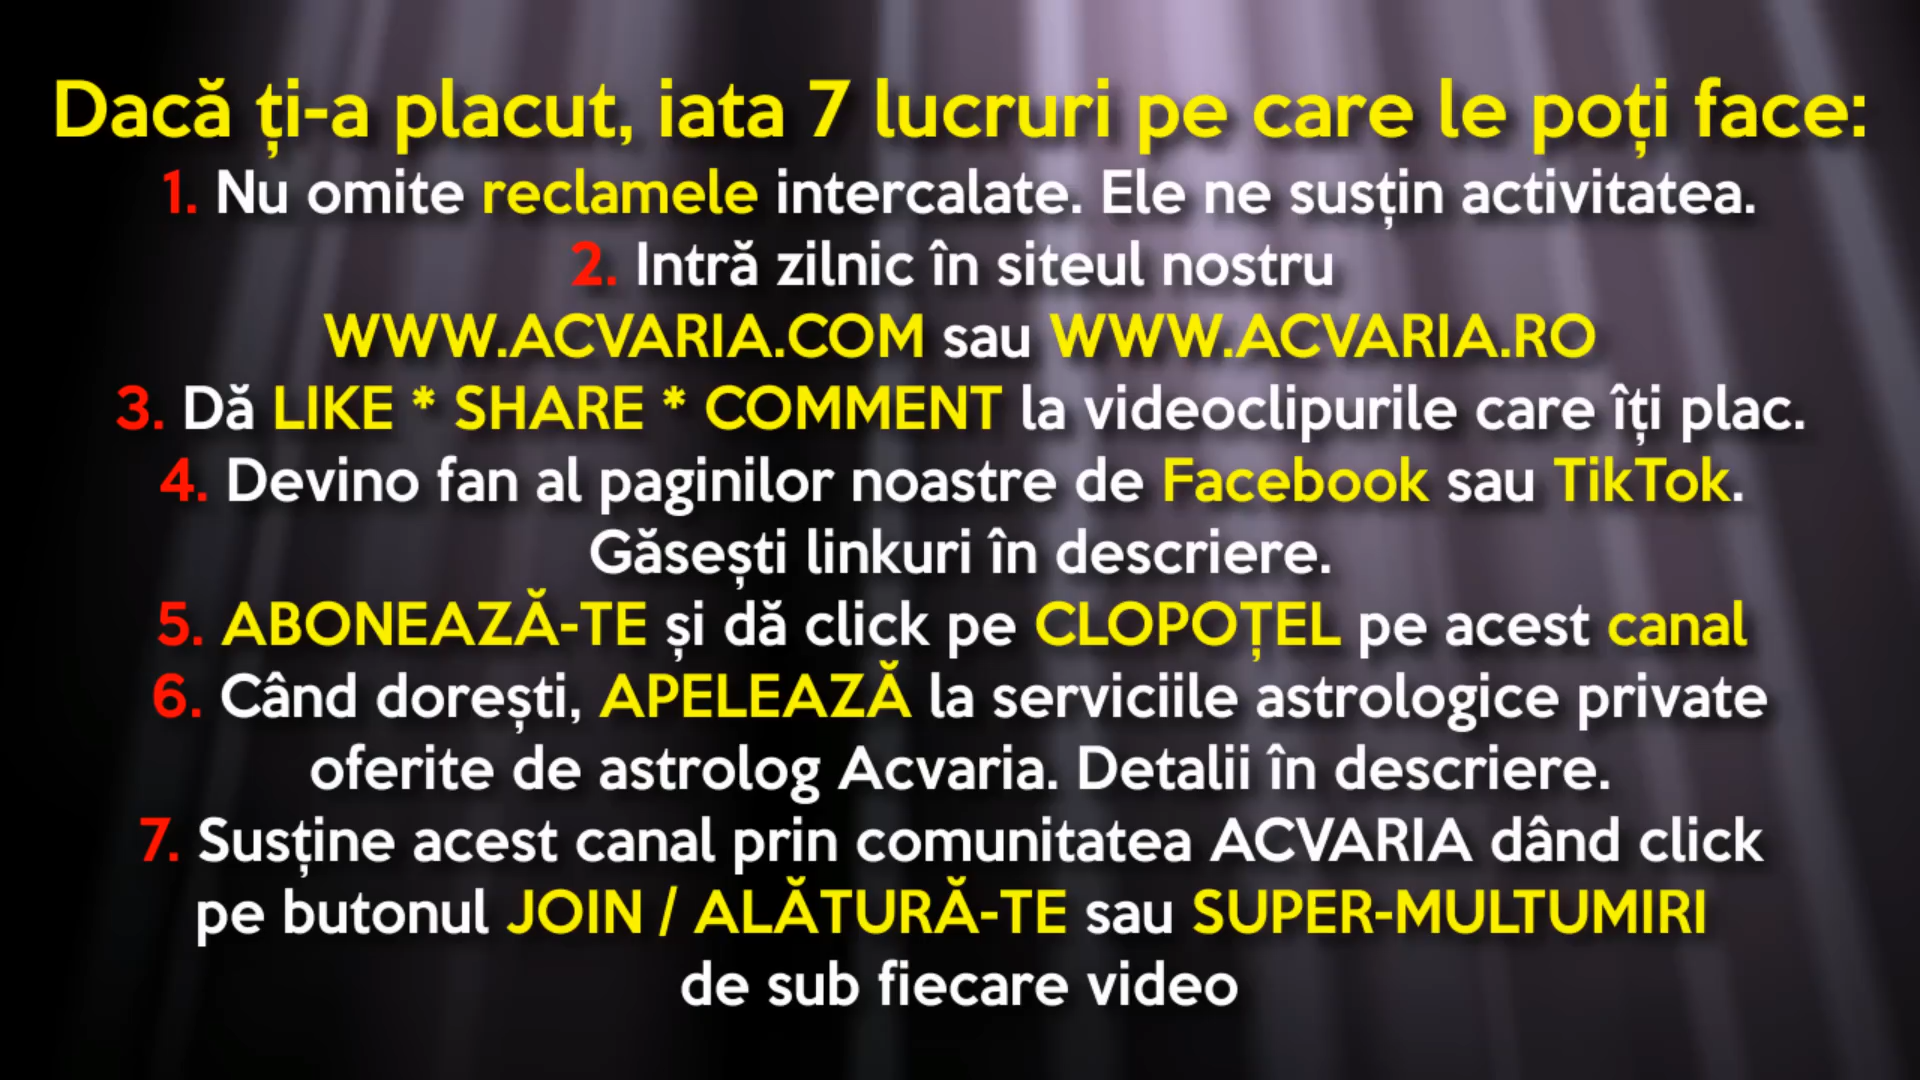 Dacă ți-a placut, iata 7 lucruri pe care le poți face:
1. Nu omite reclamele intercalate. Ele ne susțin activitatea.
2. Intră zilnic în siteul nostru
WWW.ACVARIA.COM sau WWW.ACVARIA.RO
3. Dă LIKE * SHARE * COMMENT la videoclipurile care îți plac.
4. Devino fan al paginilor noastre de Facebook sau TikTok.
Găsești linkuri în descriere.
5. ABONEAZĂ-TE și dă click pe CLOPOȚEL pe acest canal
6. Când dorești, APELEAZĂ la serviciile astrologice private
oferite de astrolog Acvaria. Detalii în descriere.
7. Susține acest canal prin comunitatea ACVARIA dând click
pe butonul JOIN / ALĂTURĂ-TE sau SUPER-MULTUMIRI
de sub fiecare video